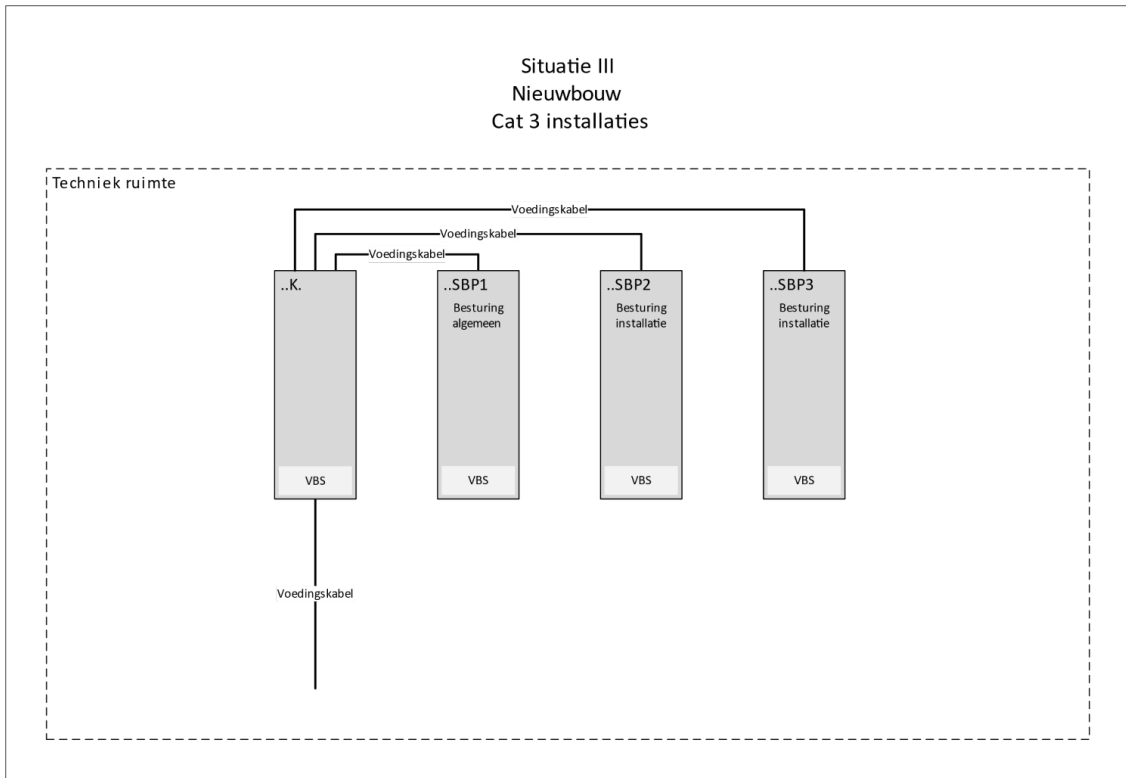 Situatie III
Nieuwbouw
Cat 3 installaties
Techniek ruimte
Voedingskabel
Voedingskabel
Voedingskabel
..K.
..SBP1
..SBP2
..SBP3
Besturing
algemeen
Besturing
installatie
Besturing
installatie
VBS
VBS
VBS
VBS
Voedingskabel